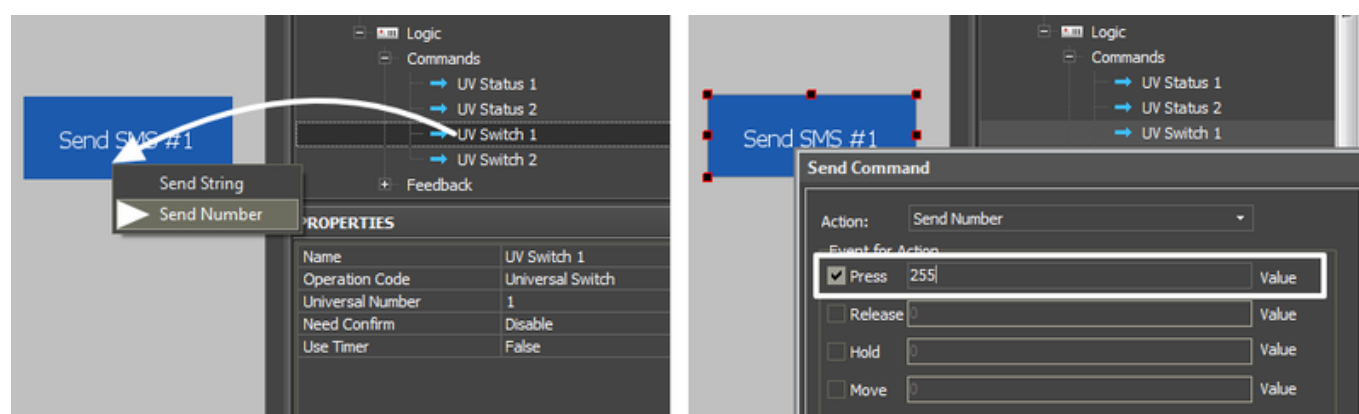 Logic
Commands
UV Status 1
UV Status 2
UV Switch 1
UV Switch 2
Feedback
Send SMS #1
Send String
Send Number
PROPERTIES
Name UV Switch 1
Operation Code Universal Switch
Universal Number 1
Need Confirm Disable
Use Timer False
Logic
Commands
UV Status 1
UV Status 2
UV Switch 1
Send SMS #1
Send Command
Action: Send Number
Event for Action
Press 255 Value
Release 0 Value
Hold 0 Value
Move 0 Value